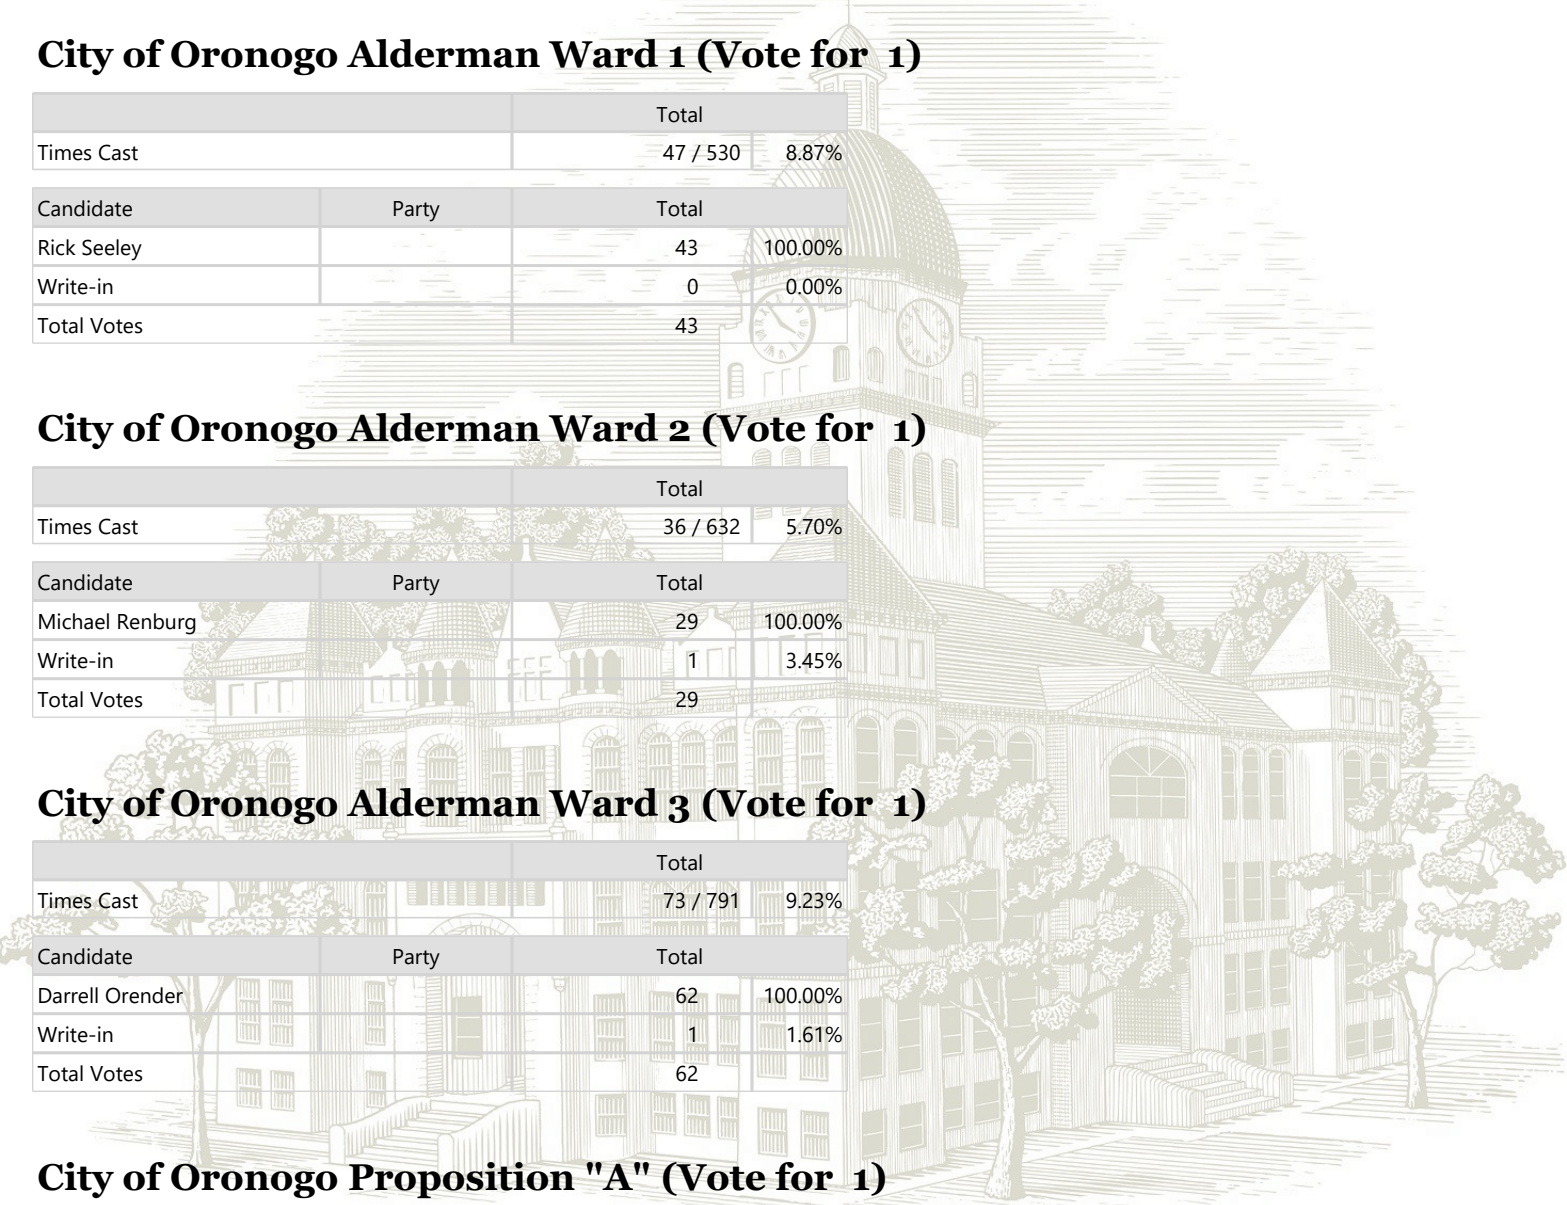 City of Oronogo Alderman Ward 1 (Vote for  1)
Total
Times Cast 47 / 530 8.87%
Candidate Party Total
Rick Seeley 43 100.00%
Write-in 0 0.00%
Total Votes 43
City of Oronogo Alderman Ward 2 (Vote for  1)
Total
Times Cast 36 / 632 5.70%
Candidate Party Total
Michael Renburg 29 100.00%
Write-in 1 3.45%
Total Votes 29
City of Oronogo Alderman Ward 3 (Vote for  1)
Total
Times Cast 73 / 791 9.23%
Candidate Party Total
Darrell Orender 62 100.00%
Write-in 1 1.61%
Total Votes 62
City of Oronogo Proposition "A" (Vote for  1)